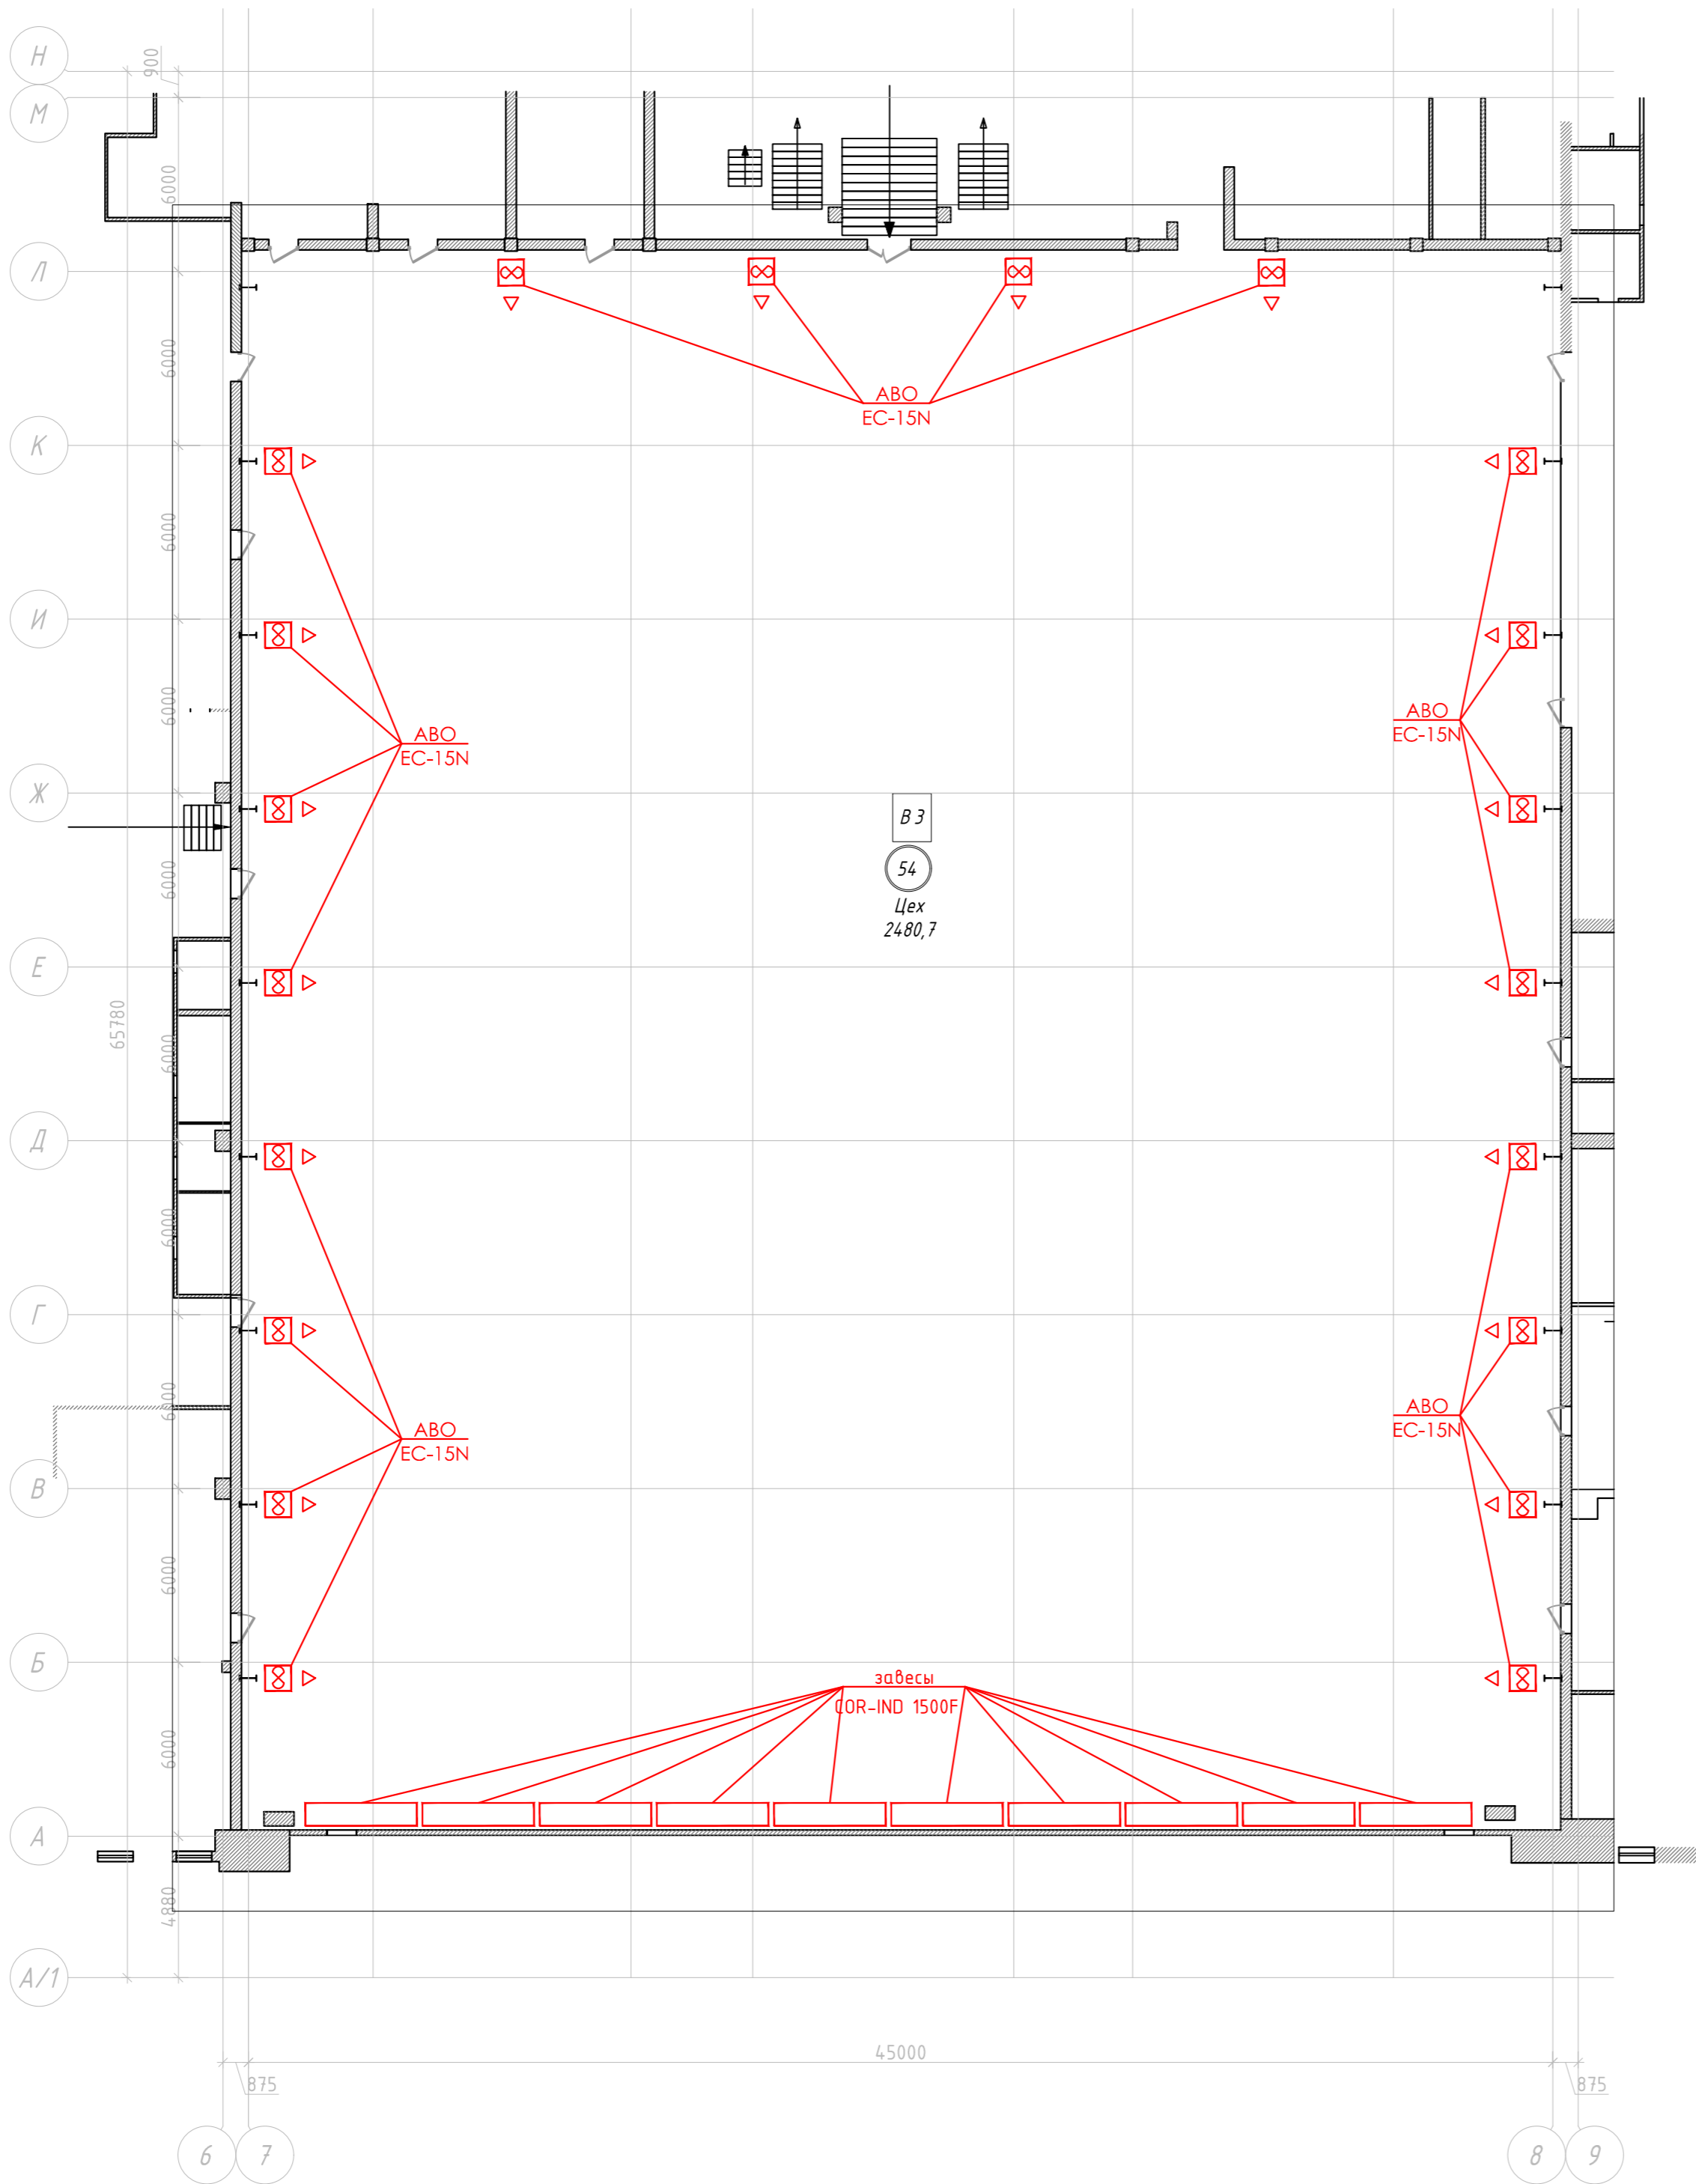 Н
900
М
6000
Л
6000
АВО
ЕС-15N
К
6000
И
6000
АВО
ЕС-15N
АВО
ЕС-15N
Ж
В 3
6000
54
Цех
2480,7
Е
65780
6000
Д
6000
Г
6000
АВО
ЕС-15N
АВО
ЕС-15N
В
6000
Б
завесы
COR-IND 1500F
6000
А
4880
А/1
45000
875
875
6
7
8
9